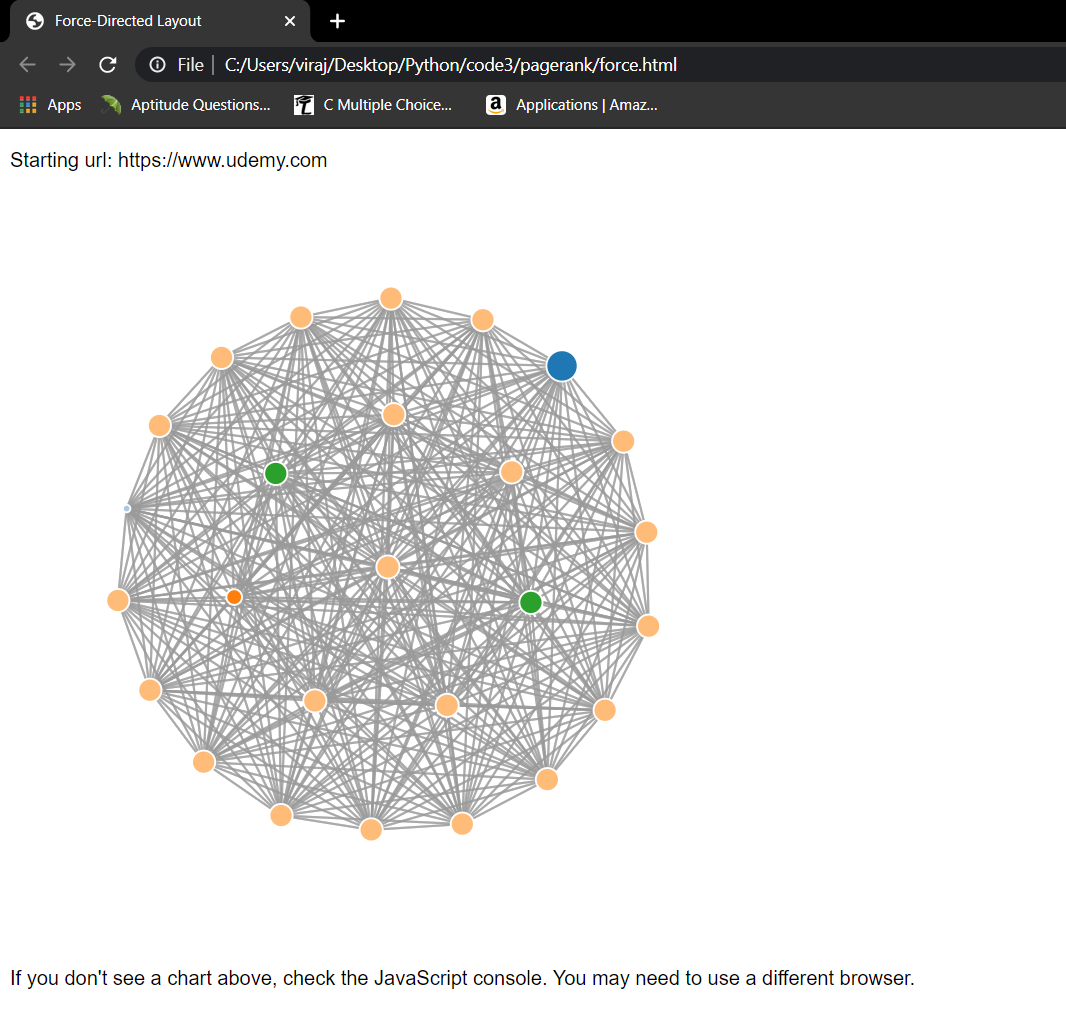 Force-Directed Layout
File | C:/Users/viraj/Desktop/Python/code3/pagerank/force.html
Apps Aptitude Questions... C Multiple Choice... a Applications | Amaz...
Starting url: https://www.udemy.com
If you don't see a chart above, check the JavaScript console. You may need to use a different browser.